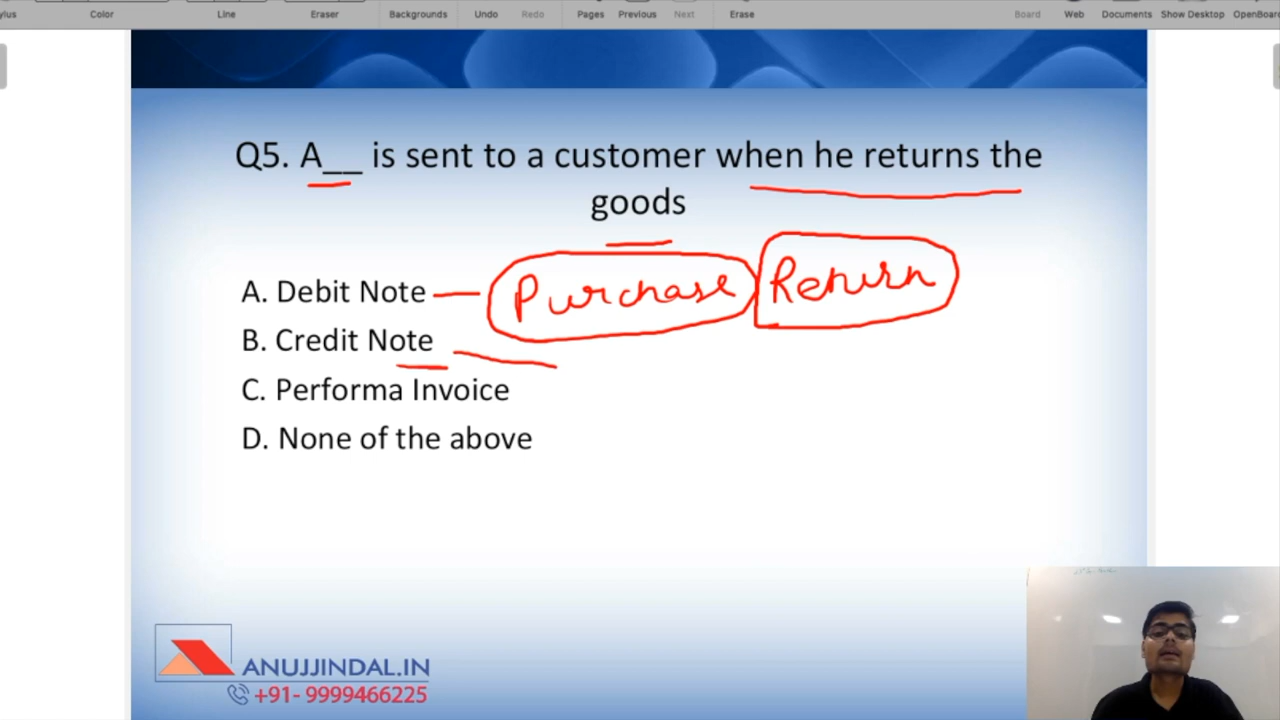 ylus Color Line Eraser Backgrounds Undo Redo Pages Previous Next Erase Board Web Documents Show Desktop OpenBoar
Q5. A__ is sent to a customer when he returns the
goods
A. Debit Note — Purchase Return
B. Credit Note
C. Performa Invoice
D. None of the above
ANUJJINDAL.IN
+91- 9999466225